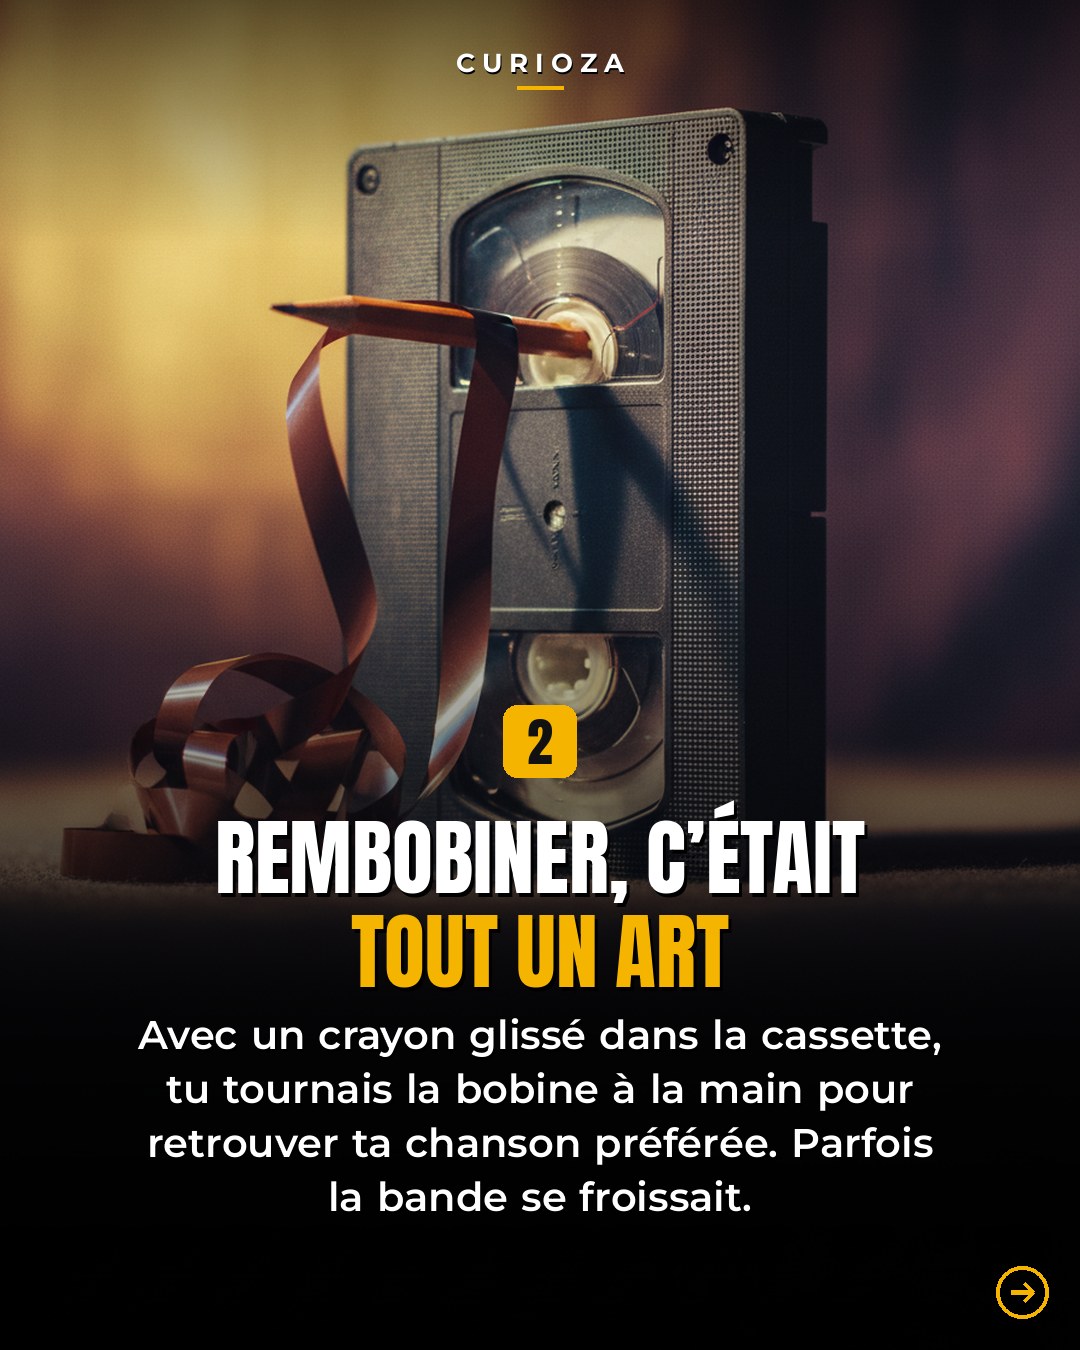 CURIOZA
2
REMBOBINER, C’ÉTAIT
TOUT UN ART
Avec un crayon glissé dans la cassette,
tu tournais la bobine à la main pour
retrouver ta chanson préférée. Parfois
la bande se froissait.